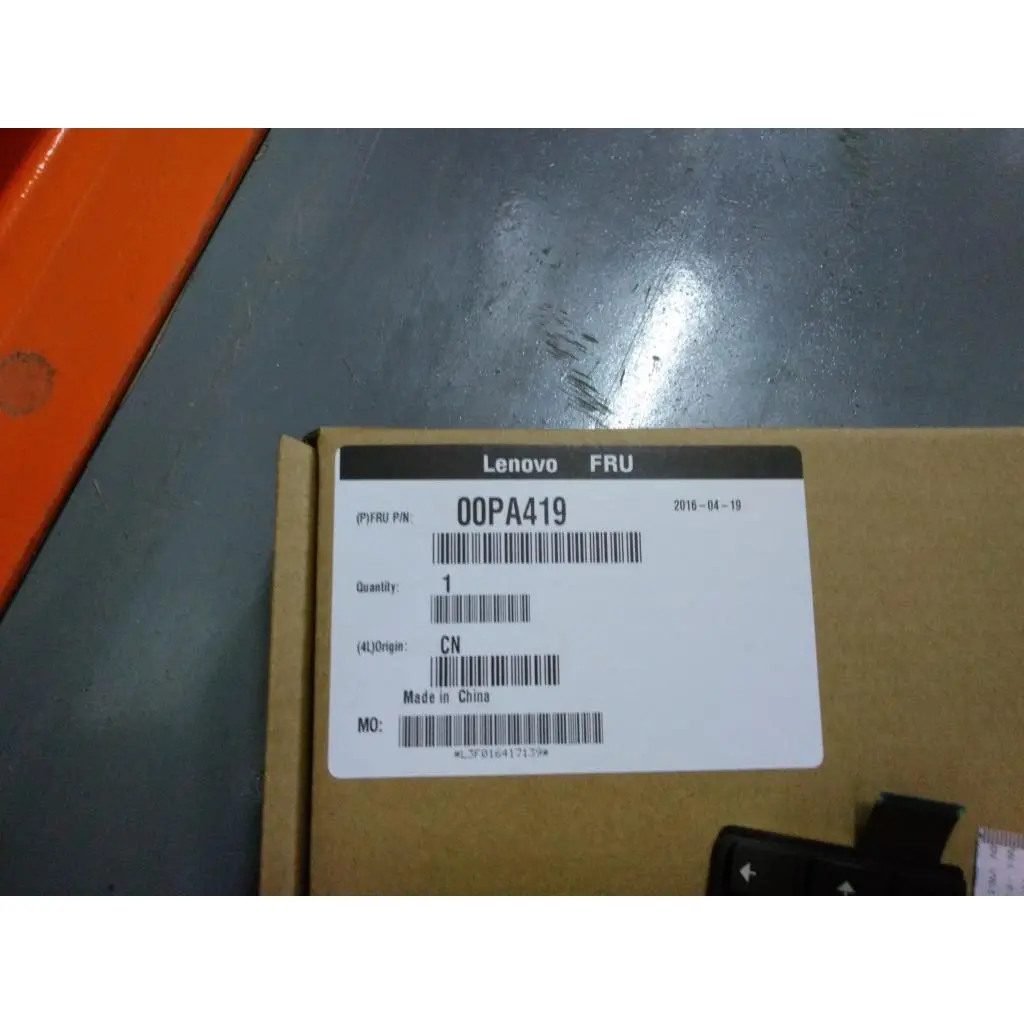 Lenovo FRU
(P)FRU P/N: 00PA419 2016-04-19
Quantity: 1
(4L)Origin: CN
Made in China
MO:
*L3F016417139*